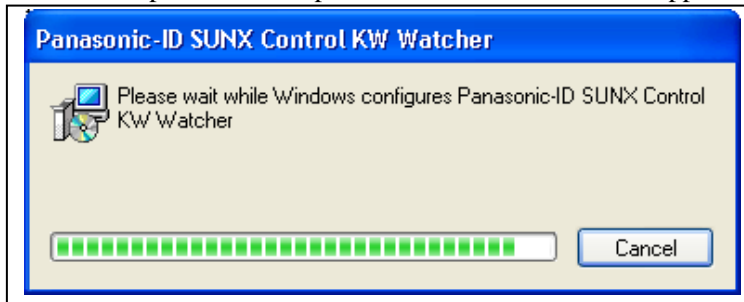 Panasonic-ID SUNX Control KW Watcher
Please wait while Windows configures Panasonic-ID SUNX Control
KW Watcher
Cancel